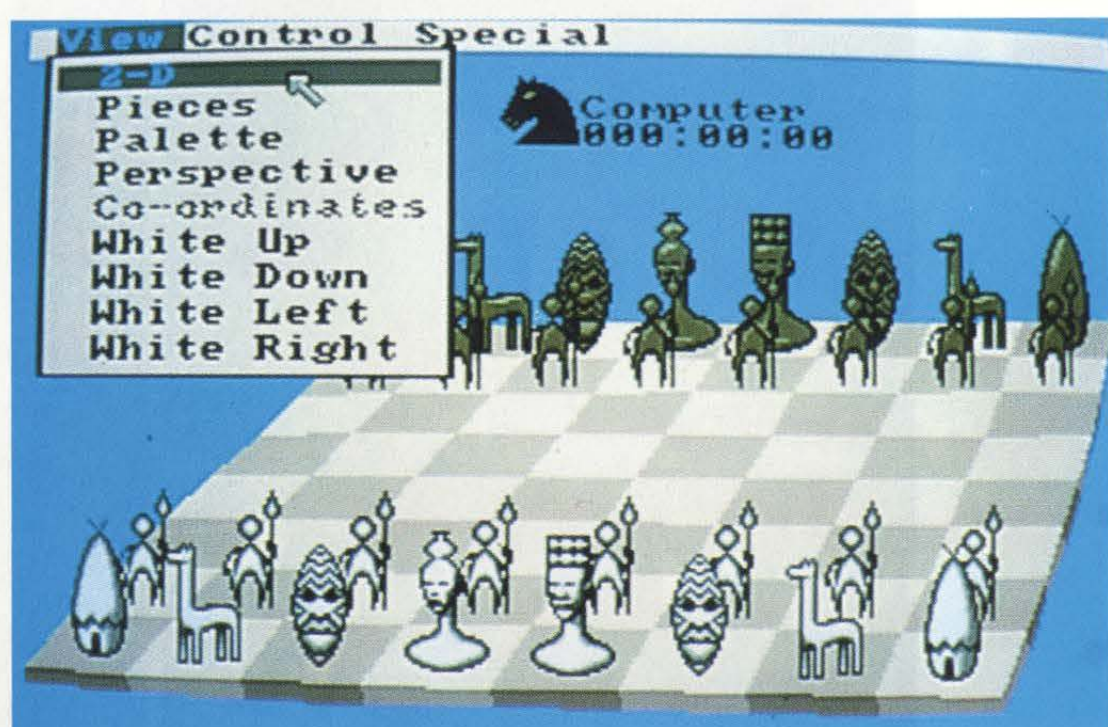 View Control Special
2-D
Pieces
Palette
Perspective
Co-ordinates
White Up
White Down
White Left
White Right
Computer
000:00:00